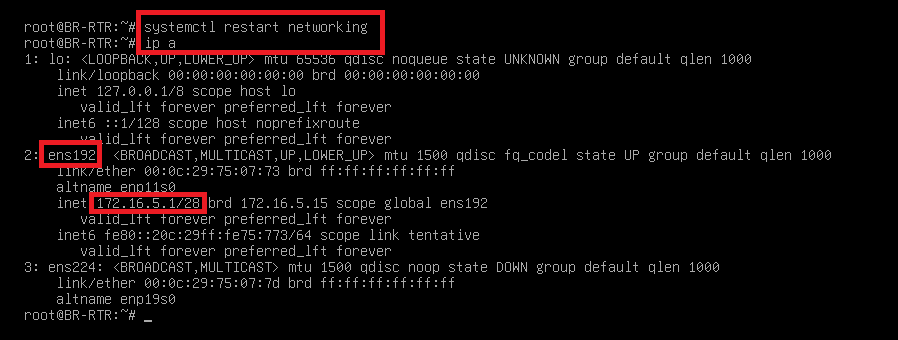 root@BR-RTR:~# systemctl restart networking
root@BR-RTR:~# ip a
1: lo: <LOOPBACK,UP,LOWER_UP> mtu 65536 qdisc noqueue state UNKNOWN group default qlen 1000
    link/loopback 00:00:00:00:00:00 brd 00:00:00:00:00:00
    inet 127.0.0.1/8 scope host lo
       valid_lft forever preferred_lft forever
    inet6 ::1/128 scope host noprefixroute
       valid_lft forever preferred_lft forever
2: ens192: <BROADCAST,MULTICAST,UP,LOWER_UP> mtu 1500 qdisc fq_codel state UP group default qlen 1000
    link/ether 00:0c:29:75:07:73 brd ff:ff:ff:ff:ff:ff
    altname enp11s0
    inet 172.16.5.1/28 brd 172.16.5.15 scope global ens192
       valid_lft forever preferred_lft forever
    inet6 fe80::20c:29ff:fe75:773/64 scope link tentative
       valid_lft forever preferred_lft forever
3: ens224: <BROADCAST,MULTICAST> mtu 1500 qdisc noop state DOWN group default qlen 1000
    link/ether 00:0c:29:75:07:7d brd ff:ff:ff:ff:ff:ff
    altname enp19s0
root@BR-RTR:~# _